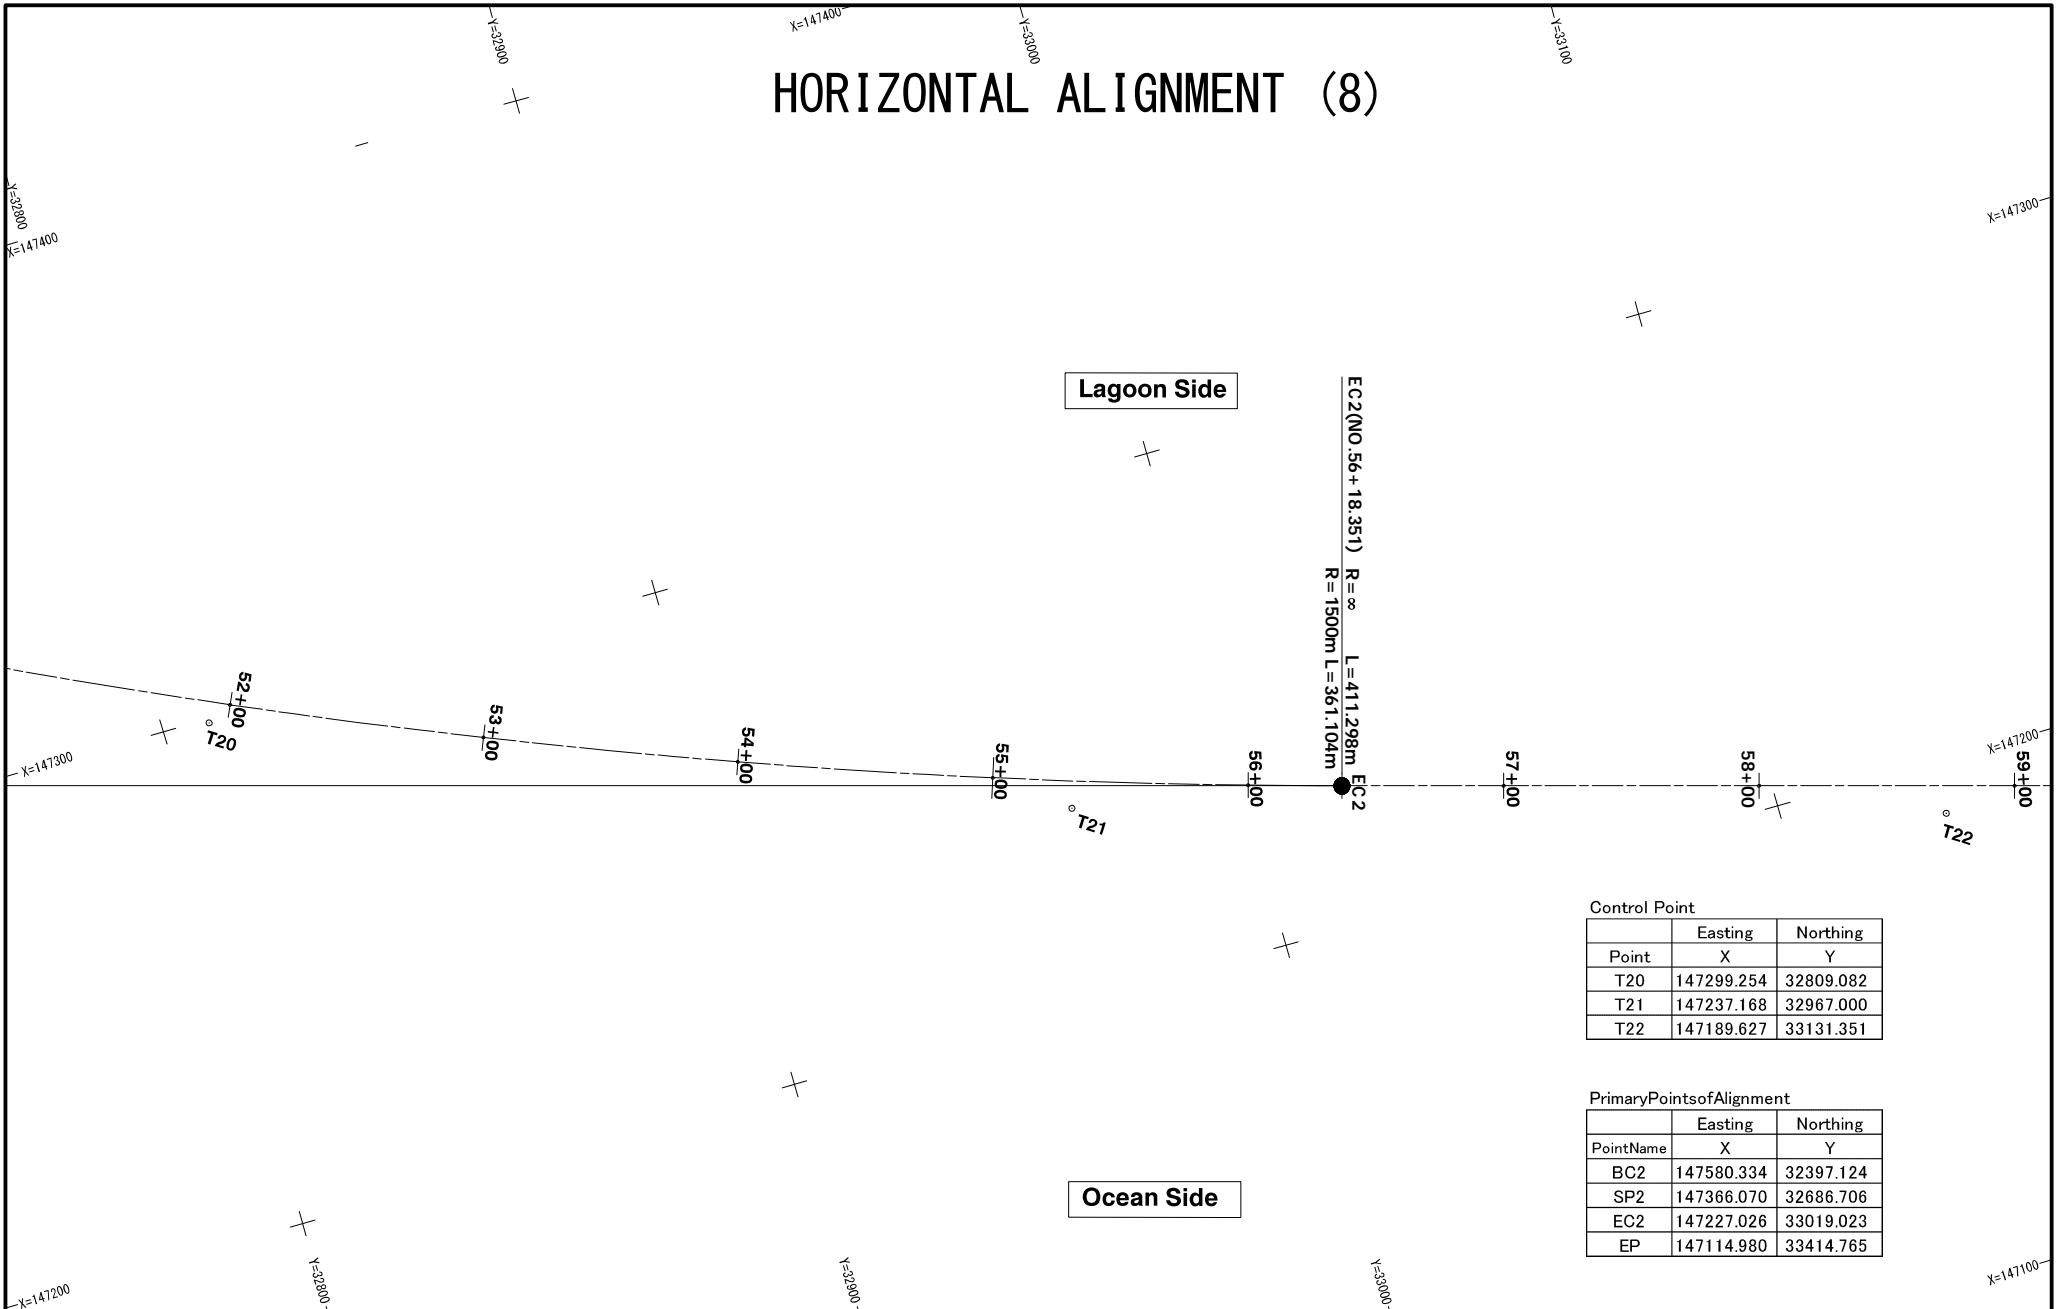 Y=32900
X=147400
Y=33000
Y=33100
HORIZONTAL ALIGNMENT (8)
Y=32800
X=147400
X=147300
Lagoon Side
EC2(NO.56+18.351) R=∞ L=411.298m
R=1500m L=361.104m
EC2
52+00
53+00
54+00
55+00
56+00
57+00
58+00
59+00
T20
T21
T22
X=147300
X=147200
Control Point
Easting Northing
Point X Y
T20 147299.254 32809.082
T21 147237.168 32967.000
T22 147189.627 33131.351
PrimaryPointsofAlignment
Easting Northing
PointName X Y
BC2 147580.334 32397.124
SP2 147366.070 32686.706
EC2 147227.026 33019.023
EP 147114.980 33414.765
Ocean Side
X=147200
Y=32800
Y=32900
Y=33000
X=147100